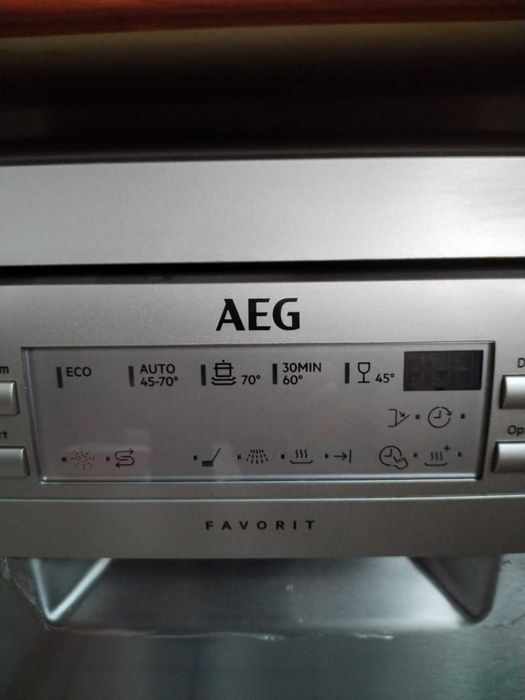 AEG
ECO
AUTO
45-70°
70°
30MIN
60°
45°
FAVORIT